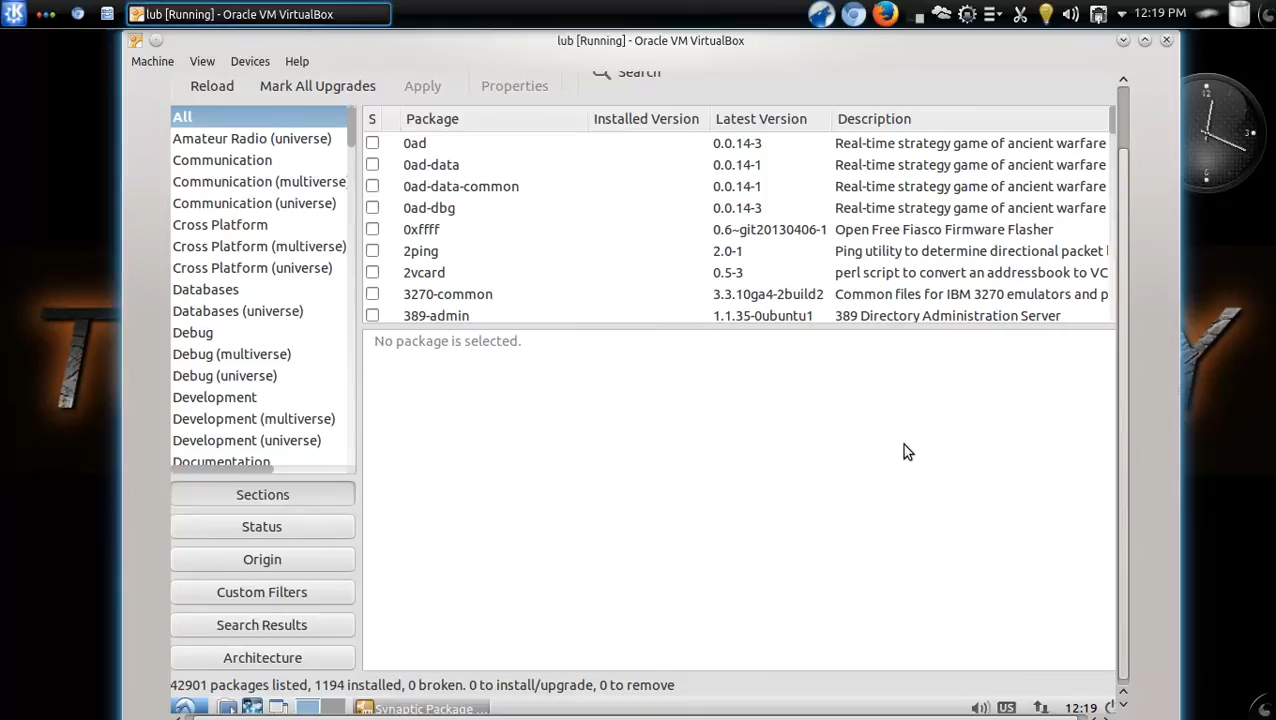 lub [Running] - Oracle VM VirtualBox
12:19 PM
lub [Running] - Oracle VM VirtualBox
Machine View Devices Help
Reload Mark All Upgrades Apply Properties Search
All
Amateur Radio (universe)
Communication
Communication (multiverse
Communication (universe)
Cross Platform
Cross Platform (multiverse)
Cross Platform (universe)
Databases
Databases (universe)
Debug
Debug (multiverse)
Debug (universe)
Development
Development (multiverse)
Development (universe)
Documentation
Sections
Status
Origin
Custom Filters
Search Results
Architecture
S Package Installed Version Latest Version Description
0ad 0.0.14-3 Real-time strategy game of ancient warfare
0ad-data 0.0.14-1 Real-time strategy game of ancient warfare
0ad-data-common 0.0.14-1 Real-time strategy game of ancient warfare
0ad-dbg 0.0.14-3 Real-time strategy game of ancient warfare
0xffff 0.6~git20130406-1 Open Free Fiasco Firmware Flasher
2ping 2.0-1 Ping utility to determine directional packet l
2vcard 0.5-3 perl script to convert an addressbook to VC
3270-common 3.3.10ga4-2build2 Common files for IBM 3270 emulators and p
389-admin 1.1.35-0ubuntu1 389 Directory Administration Server
No package is selected.
42901 packages listed, 1194 installed, 0 broken. 0 to install/upgrade, 0 to remove
Synaptic Package ...
US 12:19
T Y
12
3
6